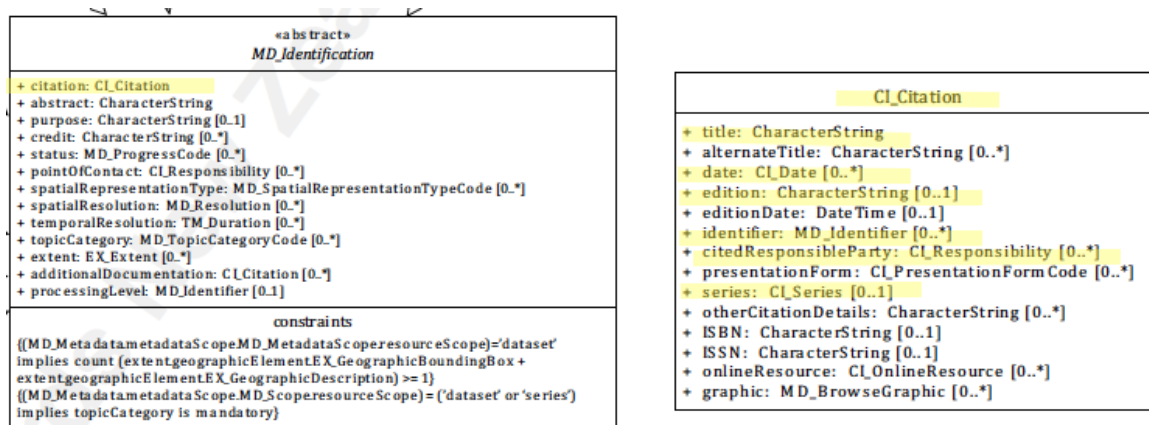 «abstract»
MD_Identification
+ citation: CI_Citation
+ abstract: CharacterString
+ purpose: CharacterString [0..1]
+ credit: CharacterString [0..*]
+ status: MD_ProgressCode [0..*]
+ pointOfContact: CI_Responsibility [0..*]
+ spatialRepresentationType: MD_SpatialRepresentationTypeCode [0..*]
+ spatialResolution: MD_Resolution [0..*]
+ temporalResolution: TM_Duration [0..*]
+ topicCategory: MD_TopicCategoryCode [0..*]
+ extent: EX_Extent [0..*]
+ additionalDocumentation: CI_Citation [0..*]
+ processingLevel: MD_Identifier [0..1]
constraints
{(MD_Metadata.metadataScope.MD_MetadataScope.resourceScope)='dataset'
implies count (extent.geographicElement.EX_GeographicBoundingBox +
extent.geographicElement.EX_GeographicDescription) >= 1}
{(MD_Metadata.metadataScope.MD_Scope.resourceScope) = ('dataset' or 'series')
implies topicCategory is mandatory}
CI_Citation
+ title: CharacterString
+ alternateTitle: CharacterString [0..*]
+ date: CI_Date [0..*]
+ edition: CharacterString [0..1]
+ editionDate: DateTime [0..1]
+ identifier: MD_Identifier [0..*]
+ citedResponsibleParty: CI_Responsibility [0..*]
+ presentationForm: CI_PresentationFormCode [0..*]
+ series: CI_Series [0..1]
+ otherCitationDetails: CharacterString [0..*]
+ ISBN: CharacterString [0..1]
+ ISSN: CharacterString [0..1]
+ onlineResource: CI_OnlineResource [0..*]
+ graphic: MD_BrowseGraphic [0..*]